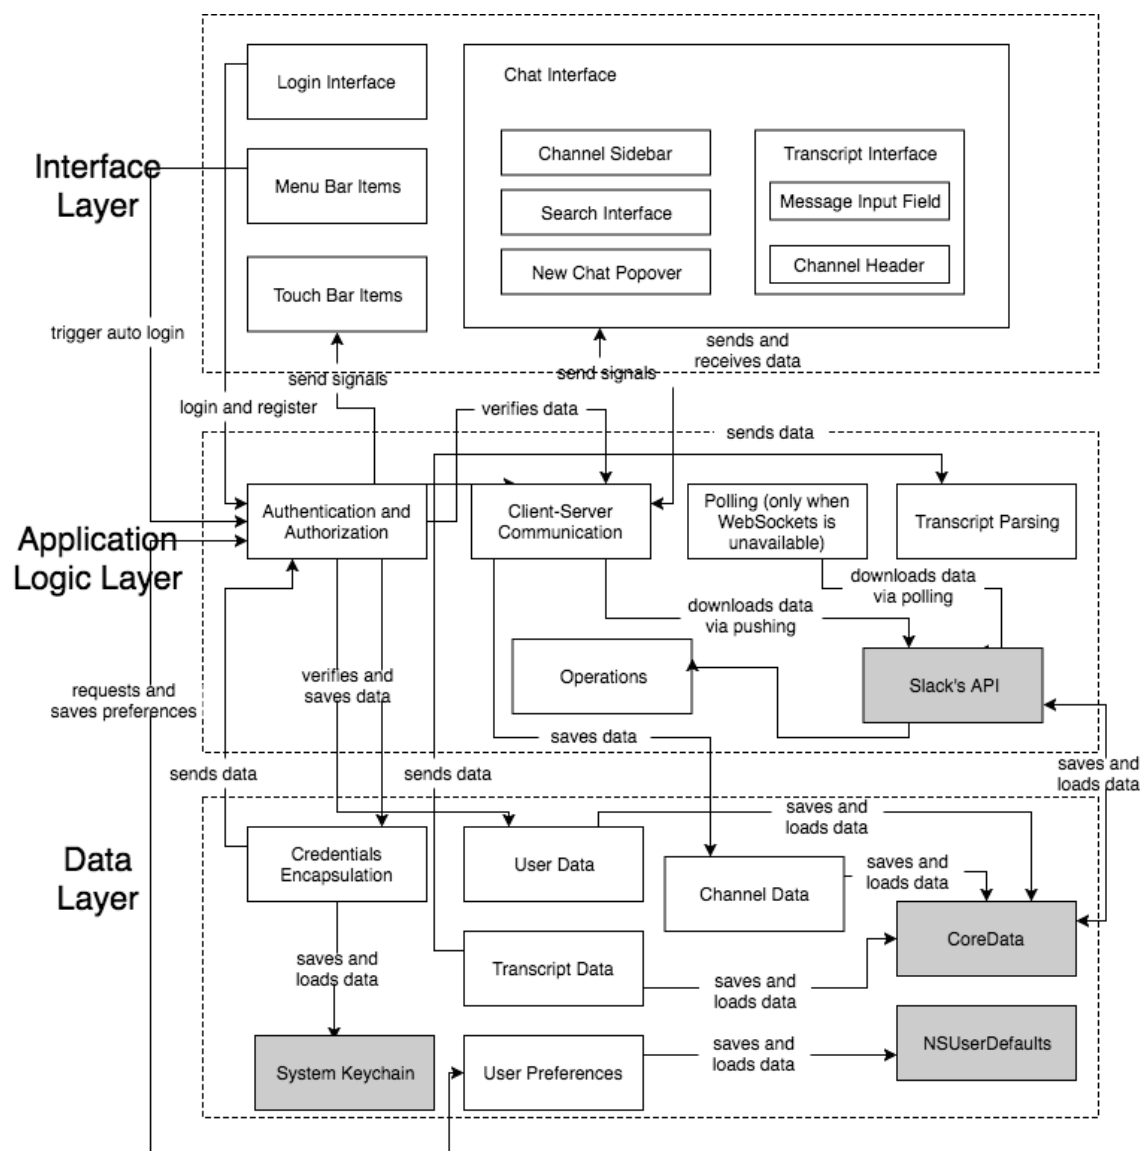 Interface
Layer
Login Interface
Menu Bar Items
Touch Bar Items
Chat Interface
Channel Sidebar
Search Interface
New Chat Popover
Transcript Interface
Message Input Field
Channel Header
trigger auto login
send signals
login and register
verifies data
send signals
sends and
receives data
sends data
Application
Logic Layer
Authentication and
Authorization
Client-Server
Communication
Polling (only when
WebSockets is
unavailable)
Transcript Parsing
downloads data
via polling
downloads data
via pushing
Operations
Slack's API
verifies and
saves data
requests and
saves preferences
saves data
sends data
sends data
saves and
loads data
Data
Layer
Credentials
Encapsulation
User Data
saves and
loads data
Channel Data
saves and
loads data
CoreData
saves and
loads data
Transcript Data
saves and
loads data
System Keychain
User Preferences
saves and
loads data
NSUserDefaults